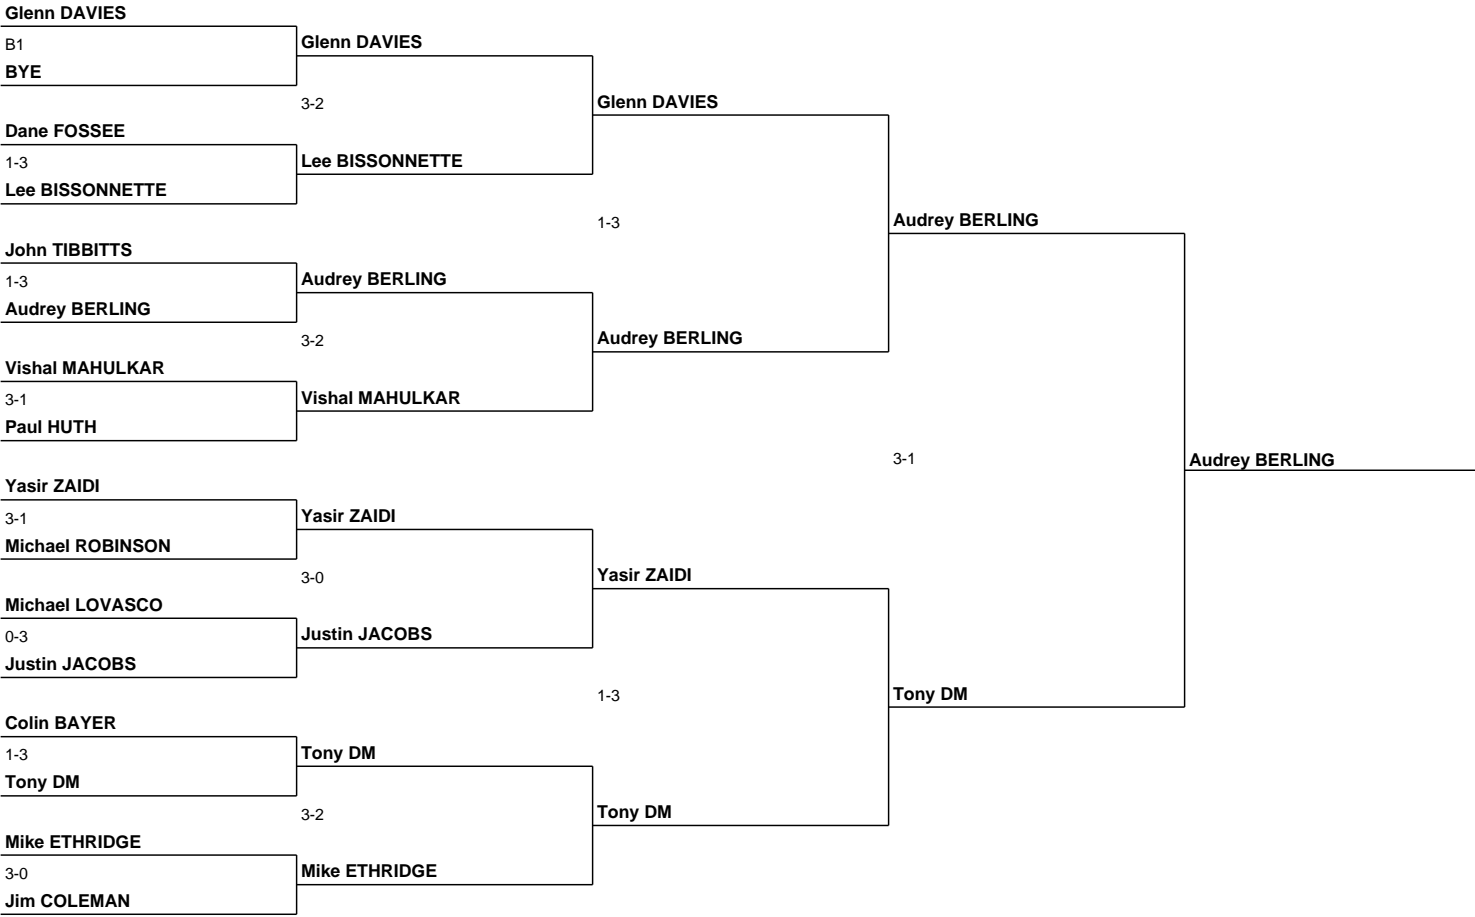 Glenn DAVIES
B1
BYE
Dane FOSSEE
1-3
Lee BISSONNETTE
John TIBBITTS
1-3
Audrey BERLING
Vishal MAHULKAR
3-1
Paul HUTH
Yasir ZAIDI
3-1
Michael ROBINSON
Michael LOVASCO
0-3
Justin JACOBS
Colin BAYER
1-3
Tony DM
Mike ETHRIDGE
3-0
Jim COLEMAN
Glenn DAVIES
3-2
Lee BISSONNETTE
Audrey BERLING
3-2
Vishal MAHULKAR
Yasir ZAIDI
3-0
Justin JACOBS
Tony DM
3-2
Mike ETHRIDGE
Glenn DAVIES
1-3
Audrey BERLING
Yasir ZAIDI
1-3
Tony DM
Audrey BERLING
3-1
Tony DM
Audrey BERLING